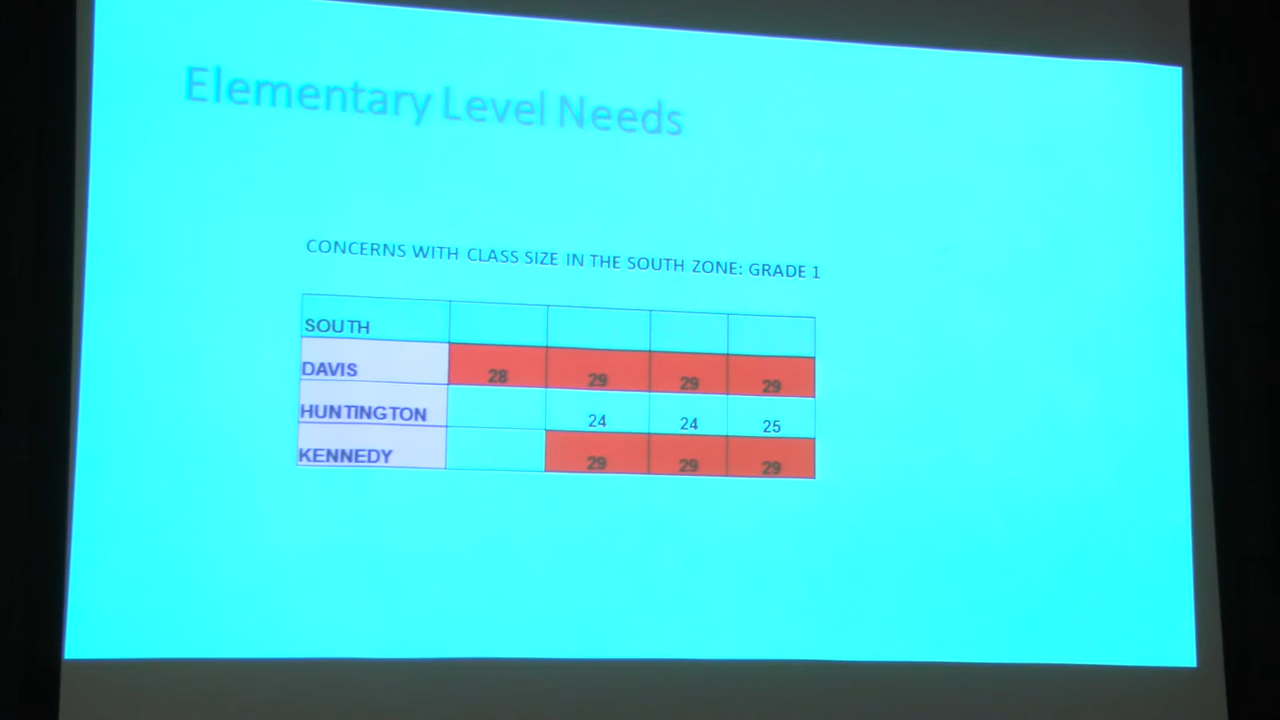 Elementary Level Needs
CONCERNS WITH CLASS SIZE IN THE SOUTH ZONE: GRADE 1
SOUTH
DAVIS 28 29 29 29
HUNTINGTON 24 24 25
KENNEDY 29 29 29